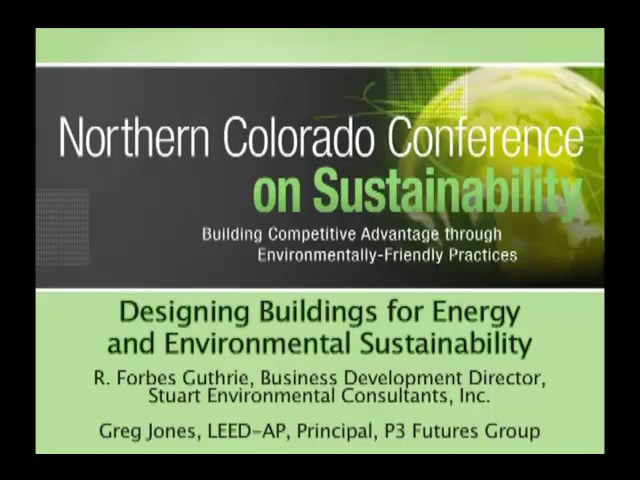 Northern Colorado Conference
on Sustainability
Building Competitive Advantage through
Environmentally-Friendly Practices
Designing Buildings for Energy
and Environmental Sustainability
R. Forbes Guthrie, Business Development Director,
Stuart Environmental Consultants, Inc.
Greg Jones, LEED-AP, Principal, P3 Futures Group